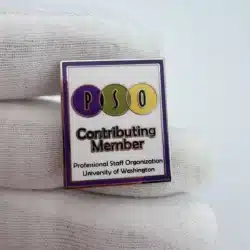 PSO
Contributing
Member
Professional Staff Organization
University of Washington